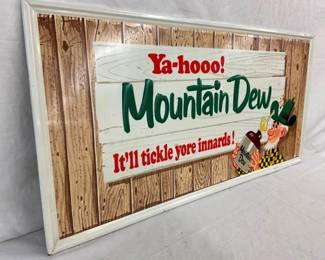 Ya-hooo!
Mountain Dew
It'll tickle yore innards!